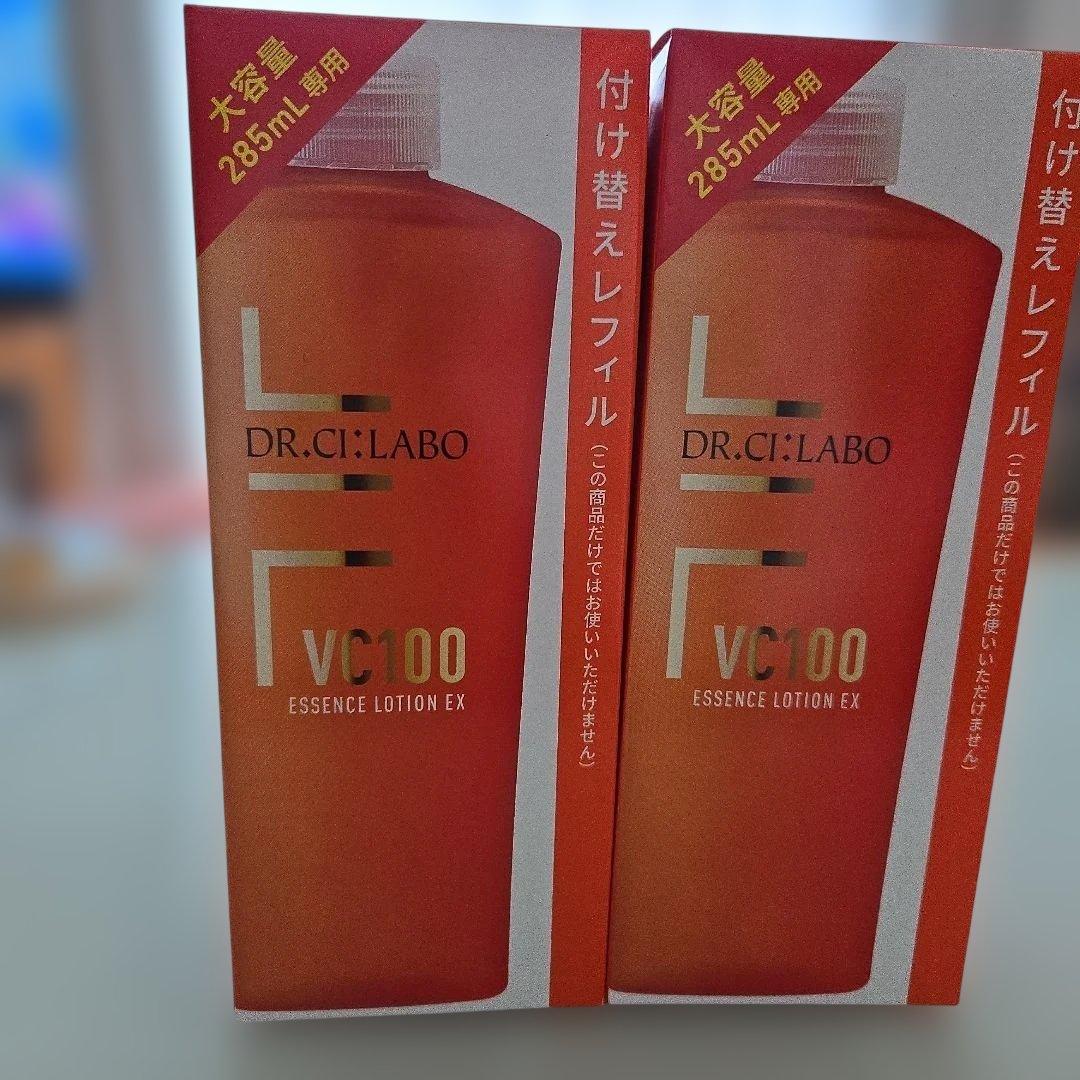 大容量
285mL専用
付け替えレフィル
(この商品だけではお使いいただけません)
DR.CI:LABO
VC100
ESSENCE LOTION EX
大容量
285mL専用
付け替えレフィル
(この商品だけではお使いいただけません)
DR.CI:LABO
VC100
ESSENCE LOTION EX